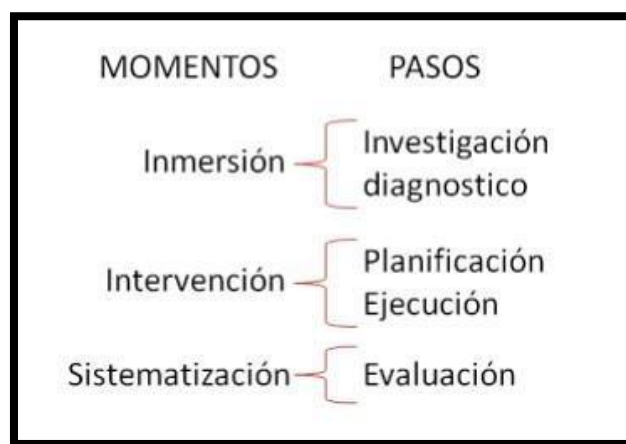 MOMENTOS PASOS
Inmersión Investigación
diagnostico
Intervención Planificación
Ejecución
Sistematización Evaluación